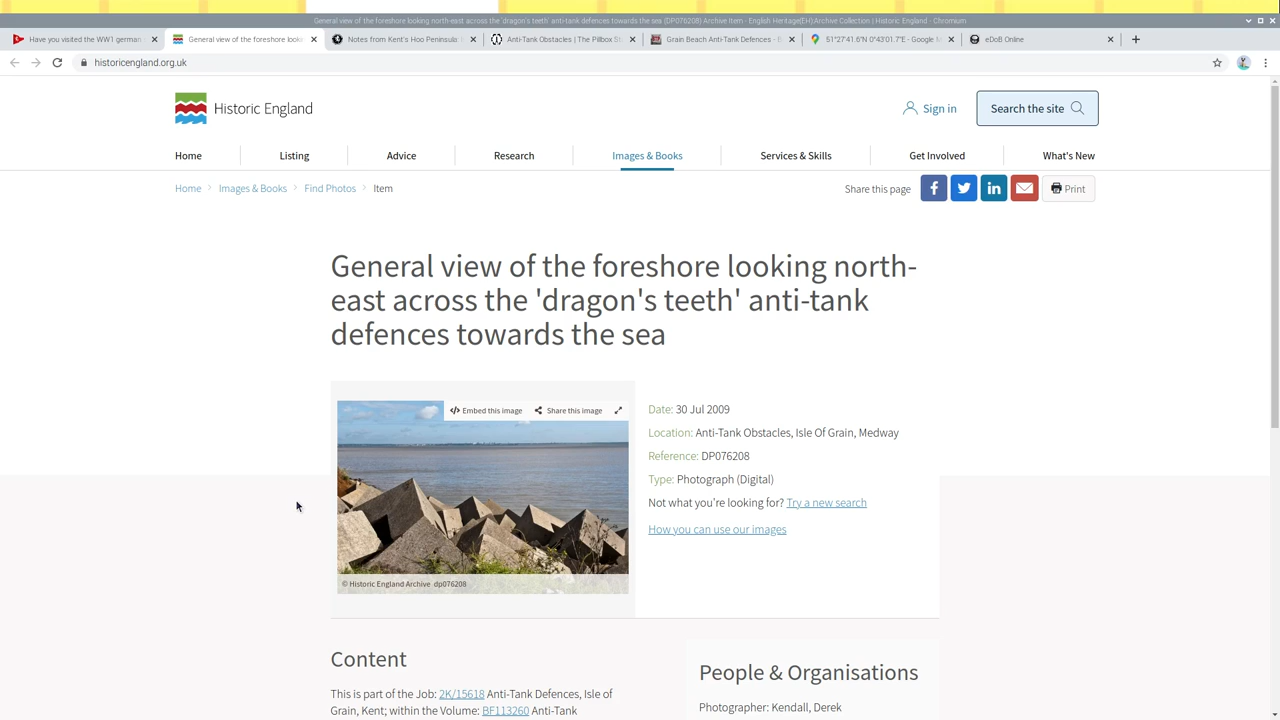 General view of the foreshore looking north-east across the 'dragon's teeth' anti-tank defences towards the sea (DP076208) Archive Item - English Heritage(EH)Archive Collection | Historic England - Chromium
Have you visited the WW1 german
General view of the foreshore looki
Notes from Kent's Hoo Peninsula:
Anti-Tank Obstacles | The Pillbox St
Grain Beach Anti-Tank Defences -
51°27'41.6"N 0°43'01.7"E - Google
eDoB Online
historicengland.org.uk
Historic England
Sign in
Search the site
Home
Listing
Advice
Research
Images & Books
Services & Skills
Get Involved
What's New
Home
Images & Books
Find Photos
Item
Share this page
Print
General view of the foreshore looking north-
east across the 'dragon's teeth' anti-tank
defences towards the sea
Embed this image
Share this image
© Historic England Archive dp076208
Date: 30 Jul 2009
Location: Anti-Tank Obstacles, Isle Of Grain, Medway
Reference: DP076208
Type: Photograph (Digital)
Not what you're looking for? Try a new search
How you can use our images
Content
This is part of the Job: 2K/15618 Anti-Tank Defences, Isle of
Grain, Kent; within the Volume: BF113260 Anti-Tank
People & Organisations
Photographer: Kendall, Derek